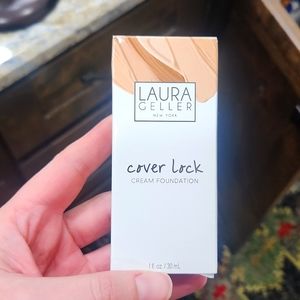 LAURA
GELLER
NEW YORK
cover lock
CREAM FOUNDATION
1 fl oz / 30 mL